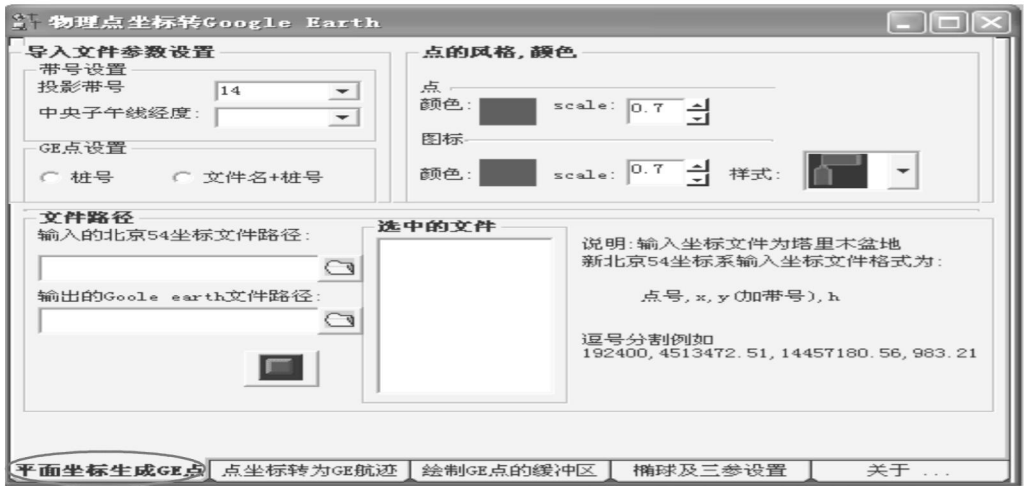 物理点坐标转Google Earth
导入文件参数设置
带号设置
投影带号
14
中央子午线经度:
GE点设置
桩号
文件名+桩号
点的风格,颜色
点
颜色:
scale:
0.7
图标
颜色:
scale:
0.7
样式:
文件路径
输入的北京54坐标文件路径:
输出的Goole earth文件路径:
选中的文件
说明:输入坐标文件为塔里木盆地
新北京54坐标系输入坐标文件格式为:
点号,x,y(加带号),h
逗号分割例如
192400,4513472.51,14457180.56,983.21
平面坐标生成GE点
点坐标转为GE航迹
绘制GE点的缓冲区
椭球及三参设置
关于 ...